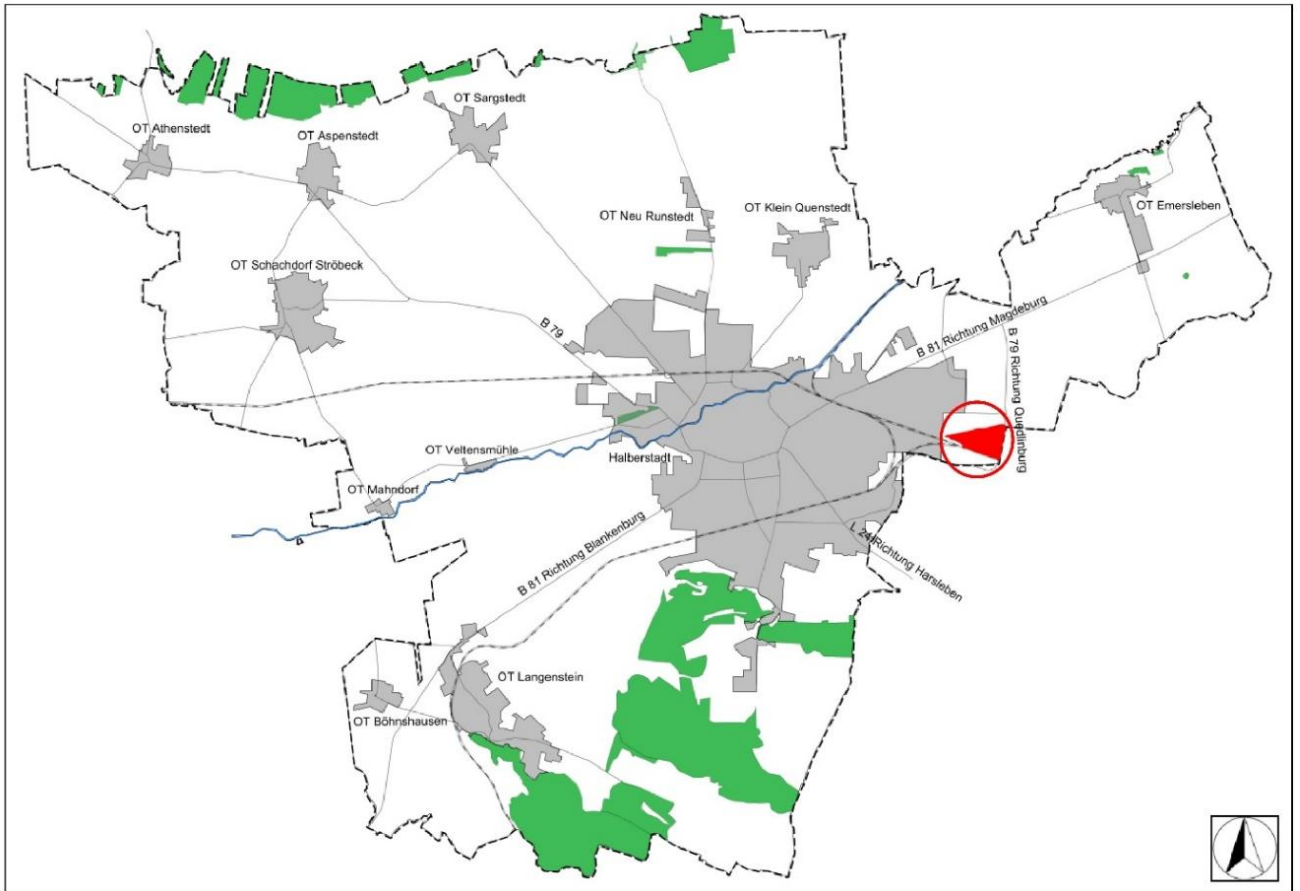 OT Sargstedt
OT Athenstedt
OT Aspenstedt
OT Emersleben
OT Neu Runstedt
OT Klein Quenstedt
OT Schachdorf Ströbeck
B 81 Richtung Magdeburg
B 79
B 79 Richtung Quedlinburg
OT Veltensmühle
Halberstadt
OT Mahndorf
B 81 Richtung Blankenburg
Richtung Harsleben
OT Langenstein
OT Böhnshausen